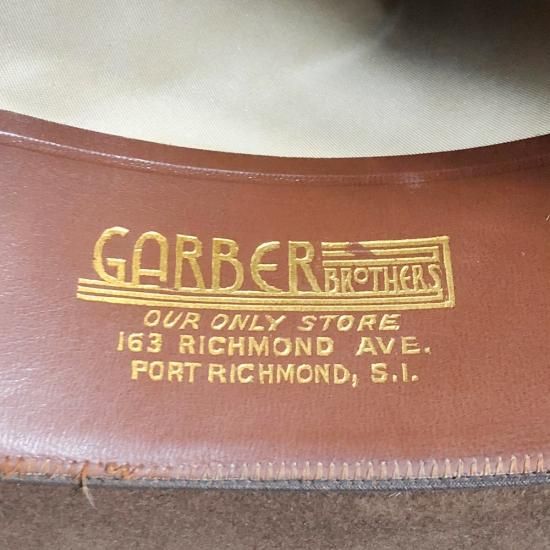 GARBER BROTHERS
OUR ONLY STORE
163 RICHMOND AVE.
PORT RICHMOND, S.I.